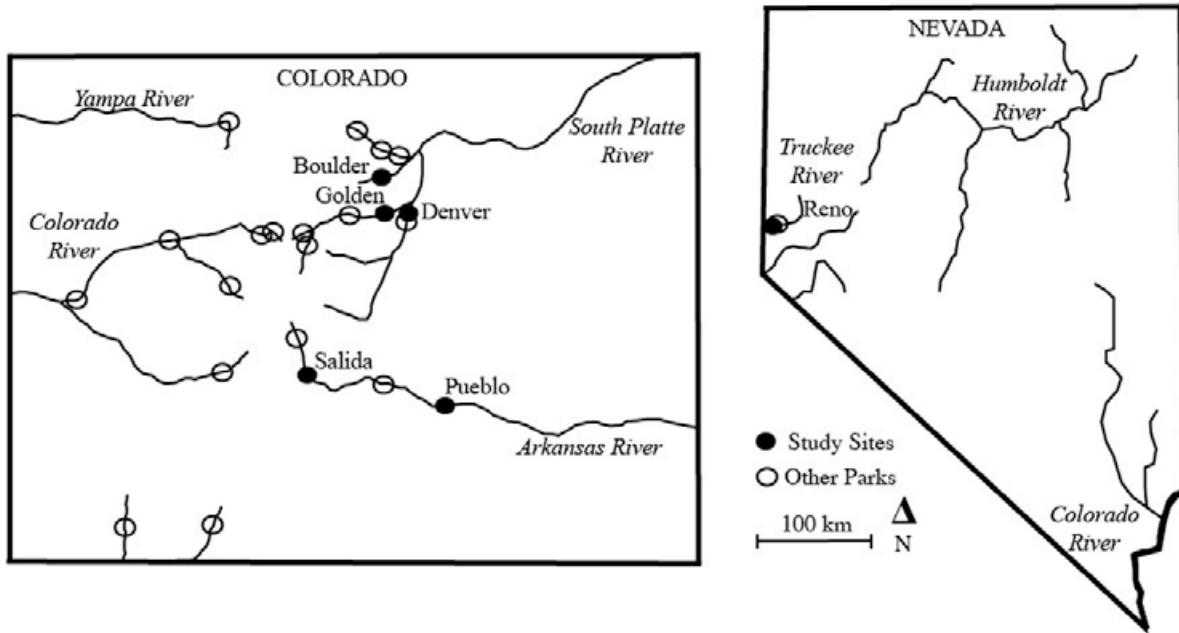 COLORADO
Yampa River
South Platte
River
Boulder
Golden
Denver
Colorado
River
Salida
Pueblo
Arkansas River
NEVADA
Humboldt
River
Truckee
River
Reno
Study Sites
Other Parks
100 km
N
Colorado
River